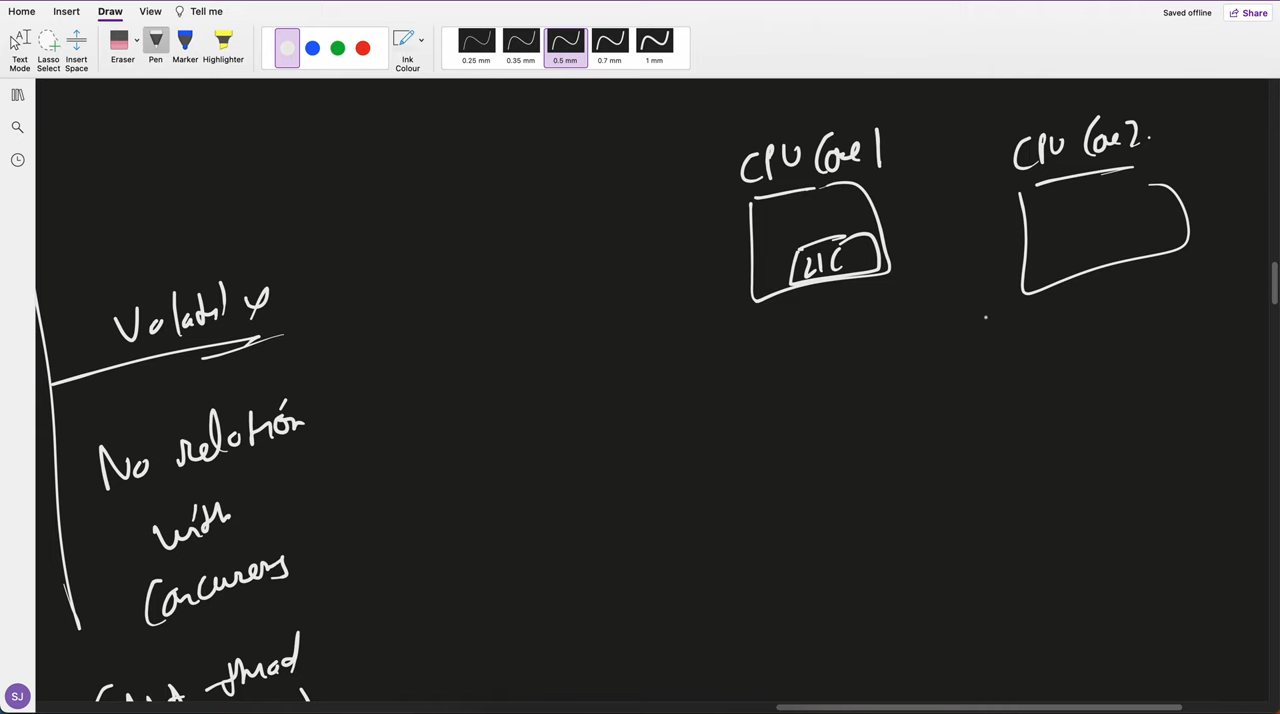 Home Insert Draw View Tell me
Saved offline Share
Text Mode
Lasso Select
Insert Space
Eraser
Pen
Marker
Highlighter
Ink Colour
0.25 mm
0.35 mm
0.5 mm
0.7 mm
1 mm
CPU Core 1
CPU Core 2.
L1C
Volatil
No relation
with
thread
SJ